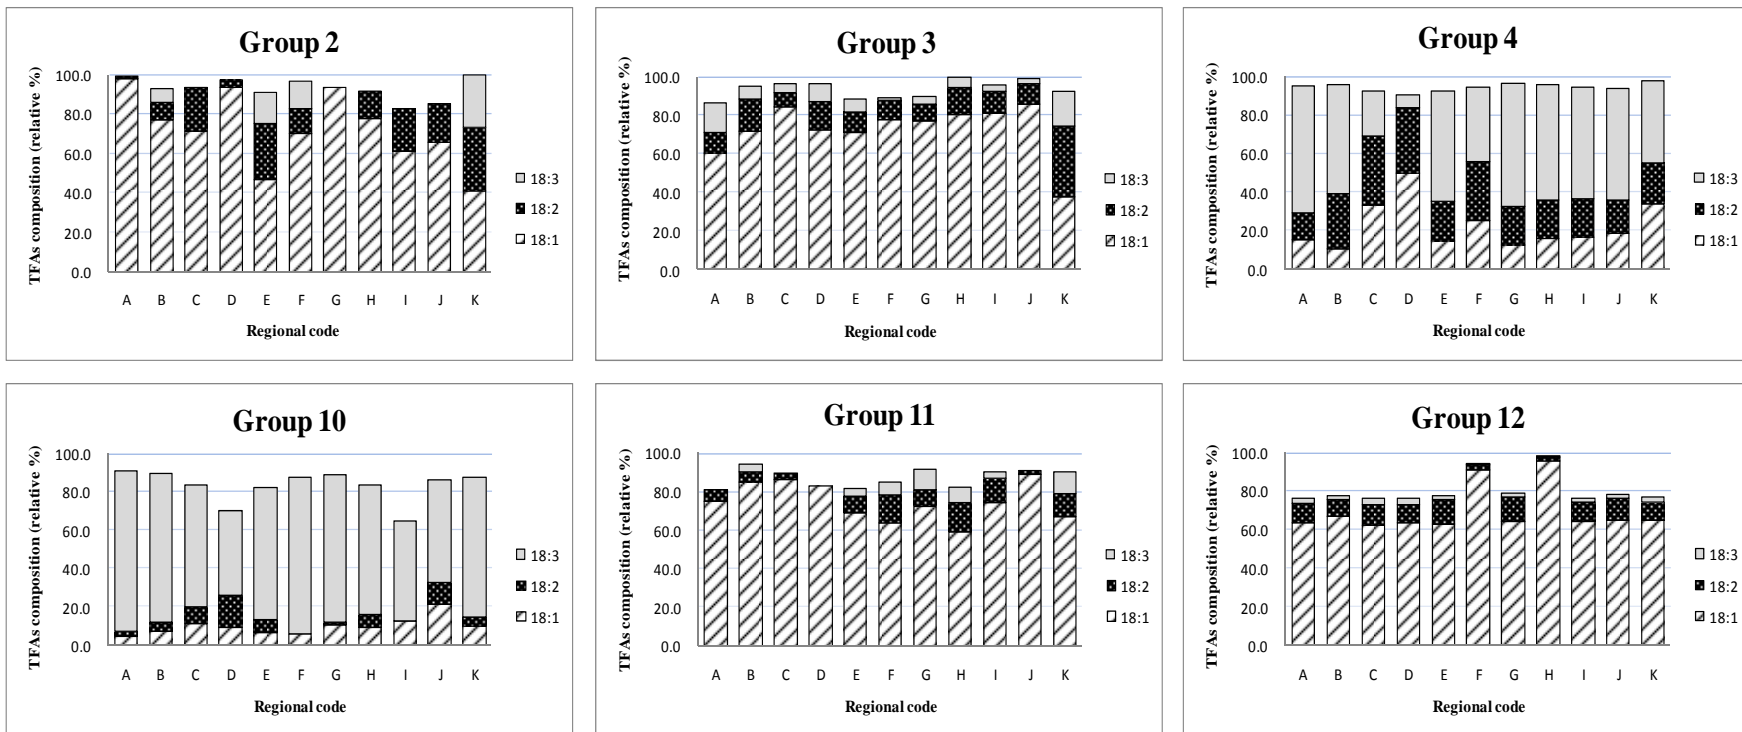 Group 2
TFAs composition (relative %)
100.0
80.0
60.0
40.0
20.0
0.0
A B C D E F G H I J K
Regional code
18:3
18:2
18:1
Group 3
TFAs composition (relative %)
100.0
80.0
60.0
40.0
20.0
0.0
A B C D E F G H I J K
Regional code
18:3
18:2
18:1
Group 4
TFAs composition (relative %)
100.0
80.0
60.0
40.0
20.0
0.0
A B C D E F G H I J K
Regional code
18:3
18:2
18:1
Group 10
TFAs composition (relative %)
100.0
80.0
60.0
40.0
20.0
0.0
A B C D E F G H I J K
Regional code
18:3
18:2
18:1
Group 11
TFAs composition (relative %)
100.0
80.0
60.0
40.0
20.0
0.0
A B C D E F G H I J K
Regional code
18:3
18:2
18:1
Group 12
TFAs composition (relative %)
100.0
80.0
60.0
40.0
20.0
0.0
A B C D E F G H I J K
Regional code
18:3
18:2
18:1